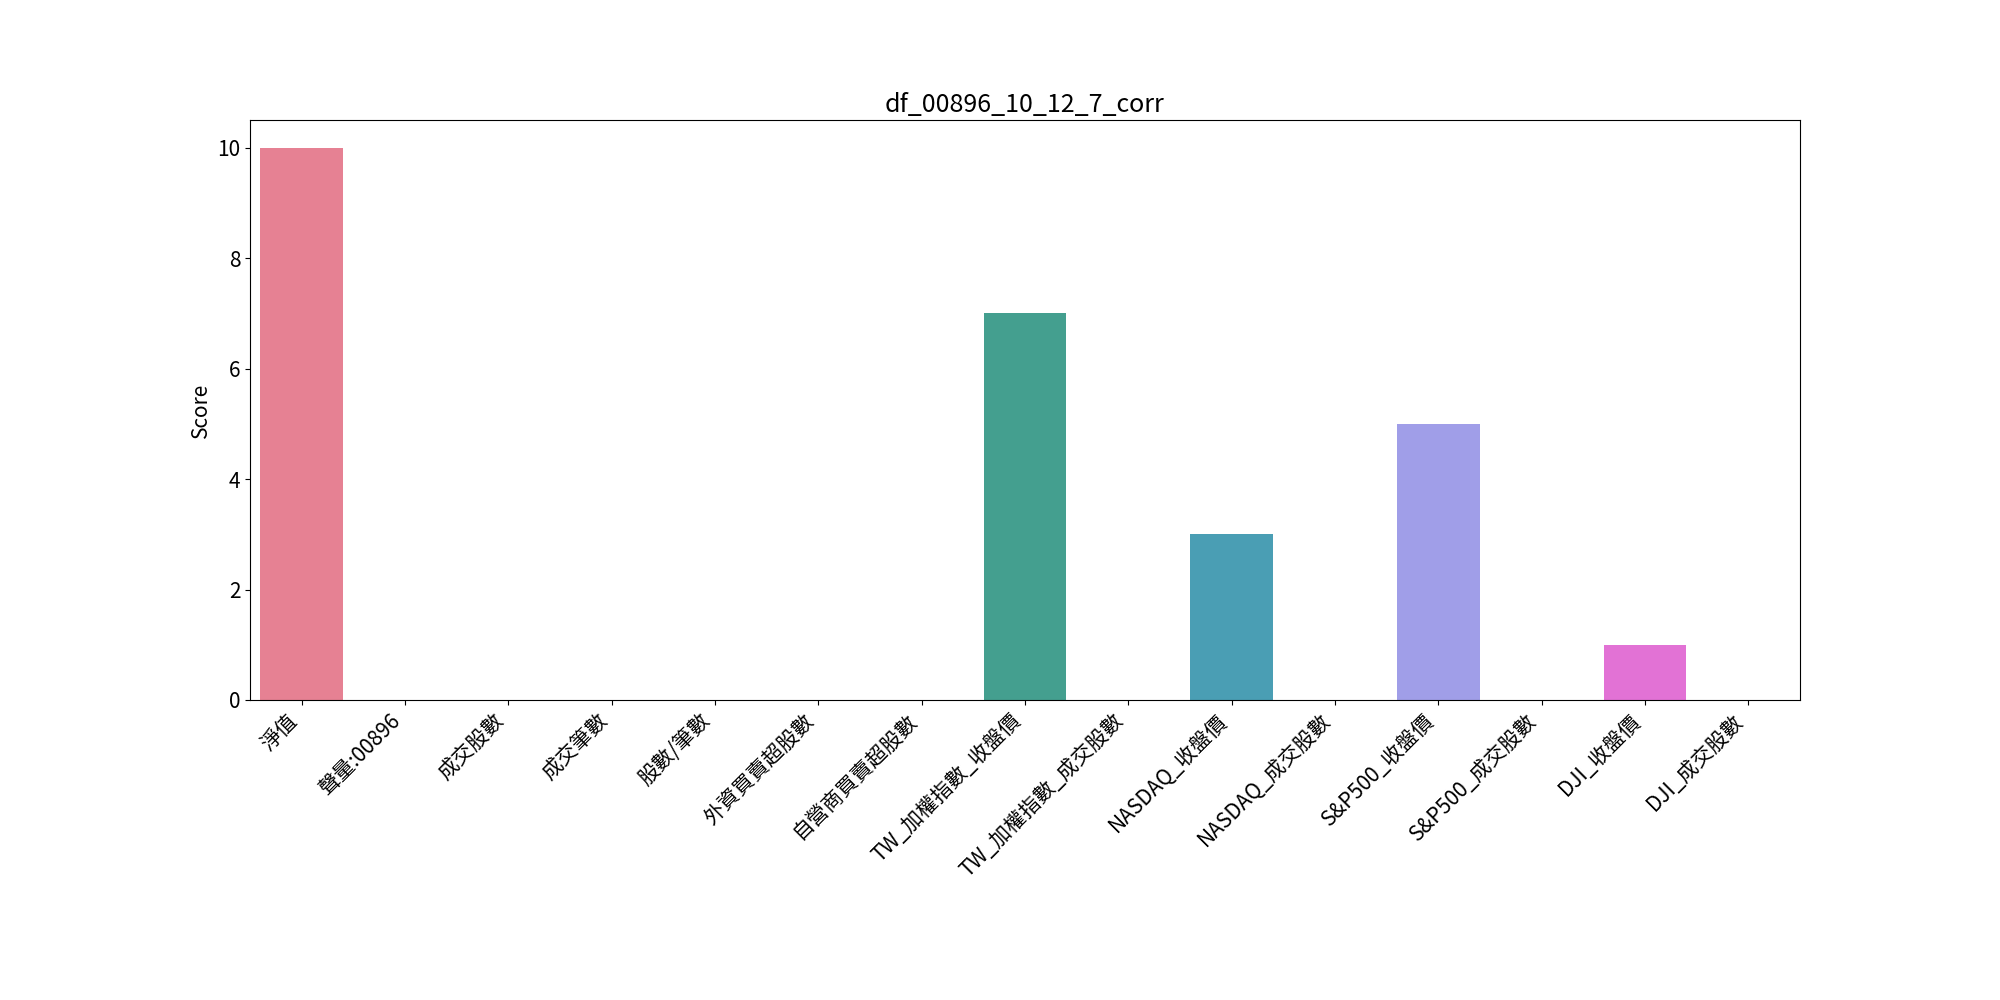 df_00896_10_12_7_corr
Score
10
8
6
4
2
0
淨值
聲量:00896
成交股數
成交筆數
股數/筆數
外資買賣超股數
自營商買賣超股數
TW_加權指數_收盤價
TW_加權指數_成交股數
NASDAQ_收盤價
NASDAQ_成交股數
S&P500_收盤價
S&P500_成交股數
DJI_收盤價
DJI_成交股數